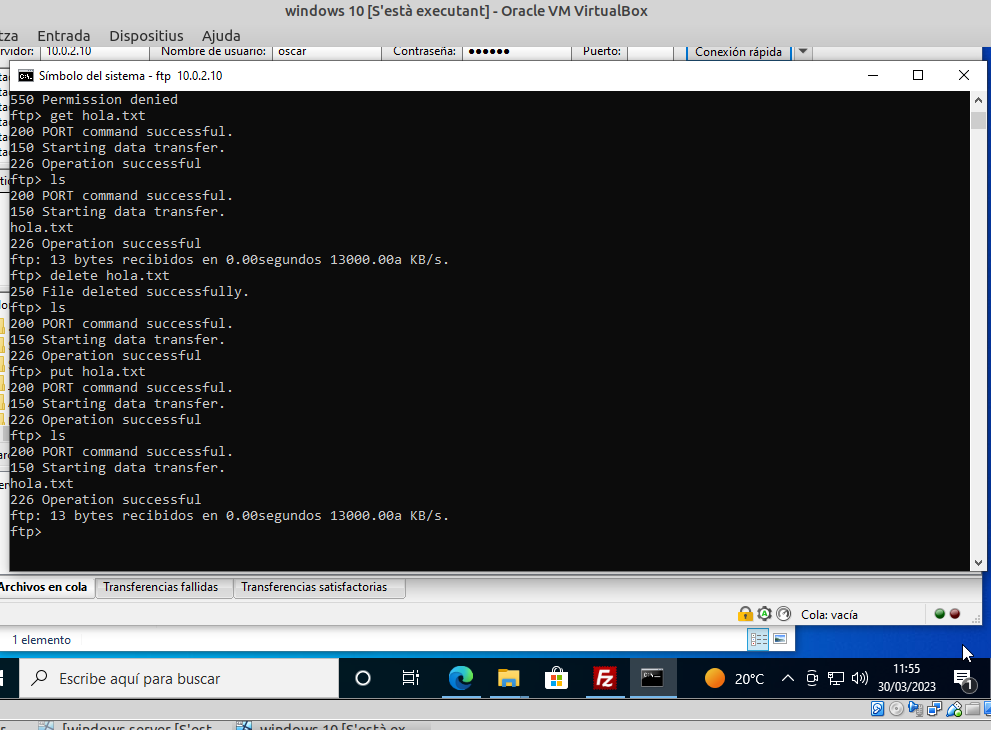 windows 10 [S'està executant] - Oracle VM VirtualBox
Entrada Dispositius Ajuda
10.0.2.10 Nombre de usuario: oscar Contraseña: ●●●●●● Puerto: Conexión rápida
Símbolo del sistema - ftp 10.0.2.10
550 Permission denied
ftp> get hola.txt
200 PORT command successful.
150 Starting data transfer.
226 Operation successful
ftp> ls
200 PORT command successful.
150 Starting data transfer.
hola.txt
226 Operation successful
ftp: 13 bytes recibidos en 0.00segundos 13000.00a KB/s.
ftp> delete hola.txt
250 File deleted successfully.
ftp> ls
200 PORT command successful.
150 Starting data transfer.
226 Operation successful
ftp> put hola.txt
200 PORT command successful.
150 Starting data transfer.
226 Operation successful
ftp> ls
200 PORT command successful.
150 Starting data transfer.
hola.txt
226 Operation successful
ftp: 13 bytes recibidos en 0.00segundos 13000.00a KB/s.
ftp>
Archivos en cola Transferencias fallidas Transferencias satisfactorias
Cola: vacía
1 elemento
Escribe aquí para buscar
20°C
11:55
30/03/2023
1
[windows server [S'est
windows 10 [S'està ex